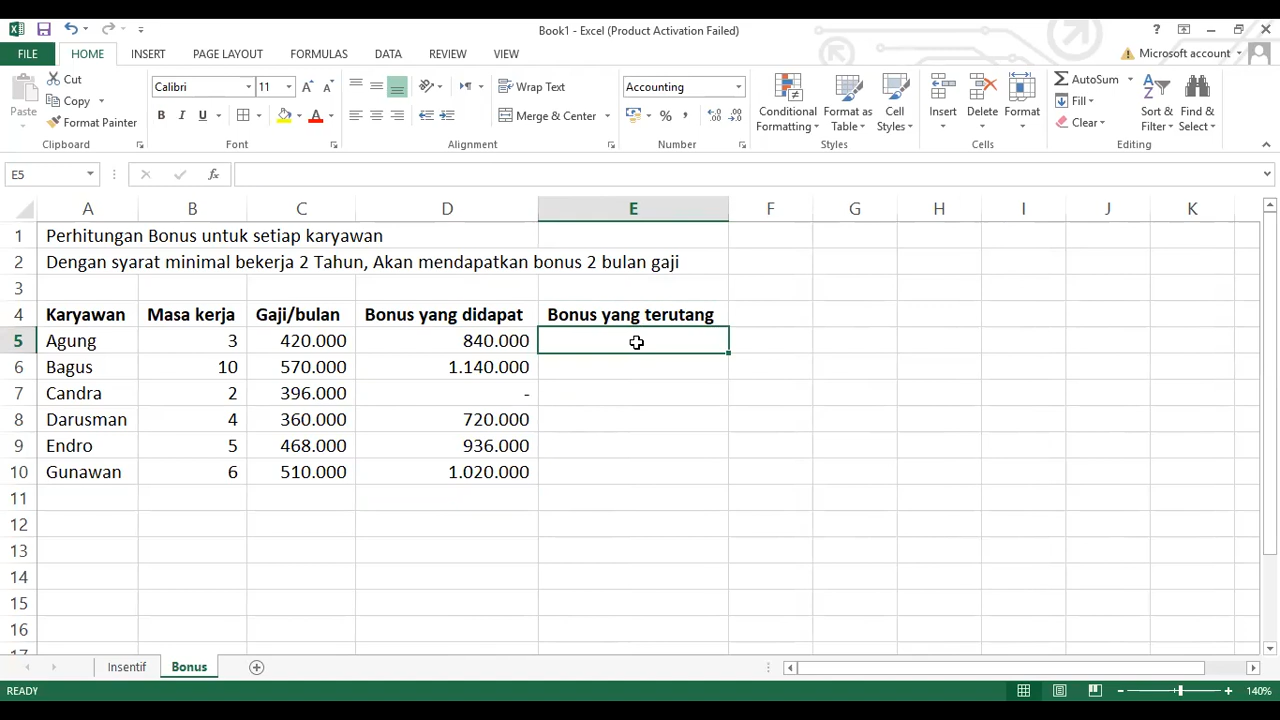 Book1 - Excel (Product Activation Failed)
FILE HOME INSERT PAGE LAYOUT FORMULAS DATA REVIEW VIEW Microsoft account
Paste Cut Copy Format Painter
Calibri 11
B I U A
Wrap Text
Merge & Center
Accounting
%
Conditional Formatting Format as Table Cell Styles
Insert Delete Format
AutoSum Fill Clear
Sort & Filter Find & Select
Clipboard Font Alignment Number Styles Cells Editing
E5 fx
A B C D E F G H I J K
1 Perhitungan Bonus untuk setiap karyawan
2 Dengan syarat minimal bekerja 2 Tahun, Akan mendapatkan bonus 2 bulan gaji
3
4 Karyawan Masa kerja Gaji/bulan Bonus yang didapat Bonus yang terutang
5 Agung 3 420.000 840.000
6 Bagus 10 570.000 1.140.000
7 Candra 2 396.000 -
8 Darusman 4 360.000 720.000
9 Endro 5 468.000 936.000
10 Gunawan 6 510.000 1.020.000
11
12
13
14
15
16
17
Insentif Bonus
READY 140%